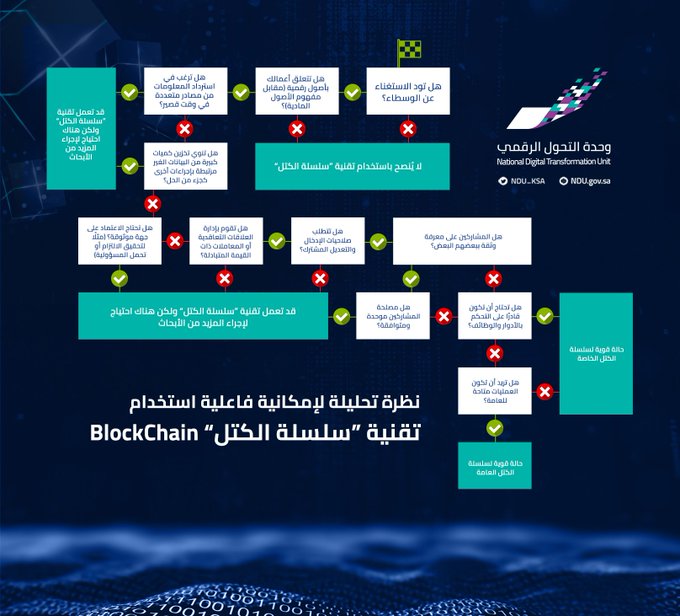 هل تود الاستغناء
عن الوسطاء؟
هل تتعلق أعمالك
بأصول رقمية (مقابل
مفهوم الأصول
المادية)؟
هل ترغب في
استرداد المعلومات
من مصادر متعددة
في وقت قصير؟
قد تعمل تقنية
"سلسلة الكتل"
ولكن هناك
احتياج لإجراء
المزيد من
الأبحاث
وحدة التحول الرقمي
National Digital Transformation Unit
NDU_KSA
NDU.gov.sa
لا يُنصح باستخدام تقنية "سلسلة الكتل"
هل تنوي تخزين كميات
كبيرة من البيانات الغير
مرتبطة بإجراءات أخرى
كجزء من الحل؟
هل المشاركين على معرفة
وثقة ببعضهم البعض؟
هل تتطلب
صلاحيات الإدخال
والتعديل المشترك؟
هل تقوم بإدارة
العلاقات التعاقدية
أو المعاملات ذات
القيمة المتبادلة؟
هل تحتاج الاعتماد على
جهة موثوقة؟ (مثلًا
لتحقيق الالتزام أو
تحمل المسؤولية)
هل تحتاج أن تكون
قادرًا على التحكم
بالأدوار والوظائف؟
هل مصلحة
المشاركين موحدة
ومتوافقة؟
قد تعمل تقنية "سلسلة الكتل" ولكن هناك احتياج
لإجراء المزيد من الأبحاث
حالة قوية لسلسلة
الكتل الخاصة
هل تريد أن تكون
العمليات متاحة
للعامة؟
حالة قوية لسلسلة
الكتل العامة
نظرة تحليلة لإمكانية فاعلية استخدام
تقنية "سلسلة الكتل" BlockChain